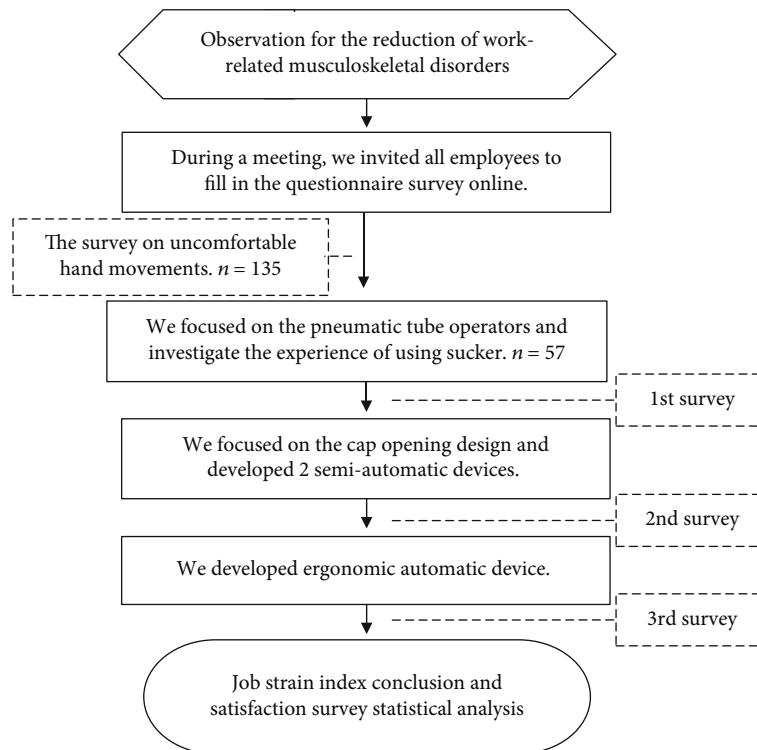 Observation for the reduction of work-
related musculoskeletal disorders
During a meeting, we invited all employees to
fill in the questionnaire survey online.
The survey on uncomfortable
hand movements. n = 135
We focused on the pneumatic tube operators and
investigate the experience of using sucker. n = 57
1st survey
We focused on the cap opening design and
developed 2 semi-automatic devices.
2nd survey
We developed ergonomic automatic device.
3rd survey
Job strain index conclusion and
satisfaction survey statistical analysis